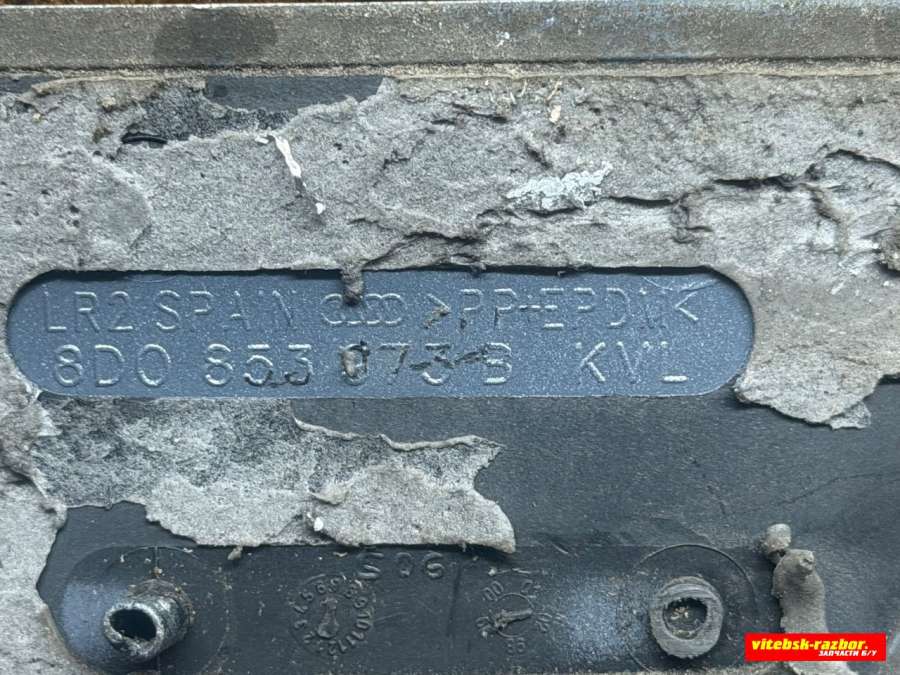 LR2 SPAIN >PP+EPDM<
8D0 853 073 B KVL
vitebsk-razbor.
ЗАПЧАСТИ Б/У